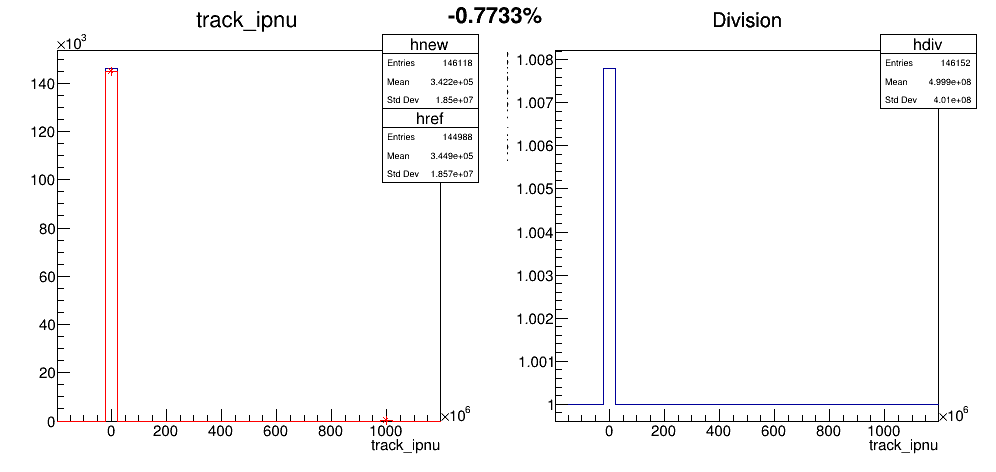 -0.7733%
track_ipnu
×10³
hnew
Entries 146118
Mean 3.422e+05
Std Dev 1.85e+07
href
Entries 144988
Mean 3.449e+05
Std Dev 1.857e+07
140
120
100
80
60
40
20
0
0 200 400 600 800 1000
×10⁶
track_ipnu
Division
hdiv
Entries 146152
Mean 4.999e+08
Std Dev 4.01e+08
1.008
1.007
1.006
1.005
1.004
1.003
1.002
1.001
1
0 200 400 600 800 1000
×10⁶
track_ipnu